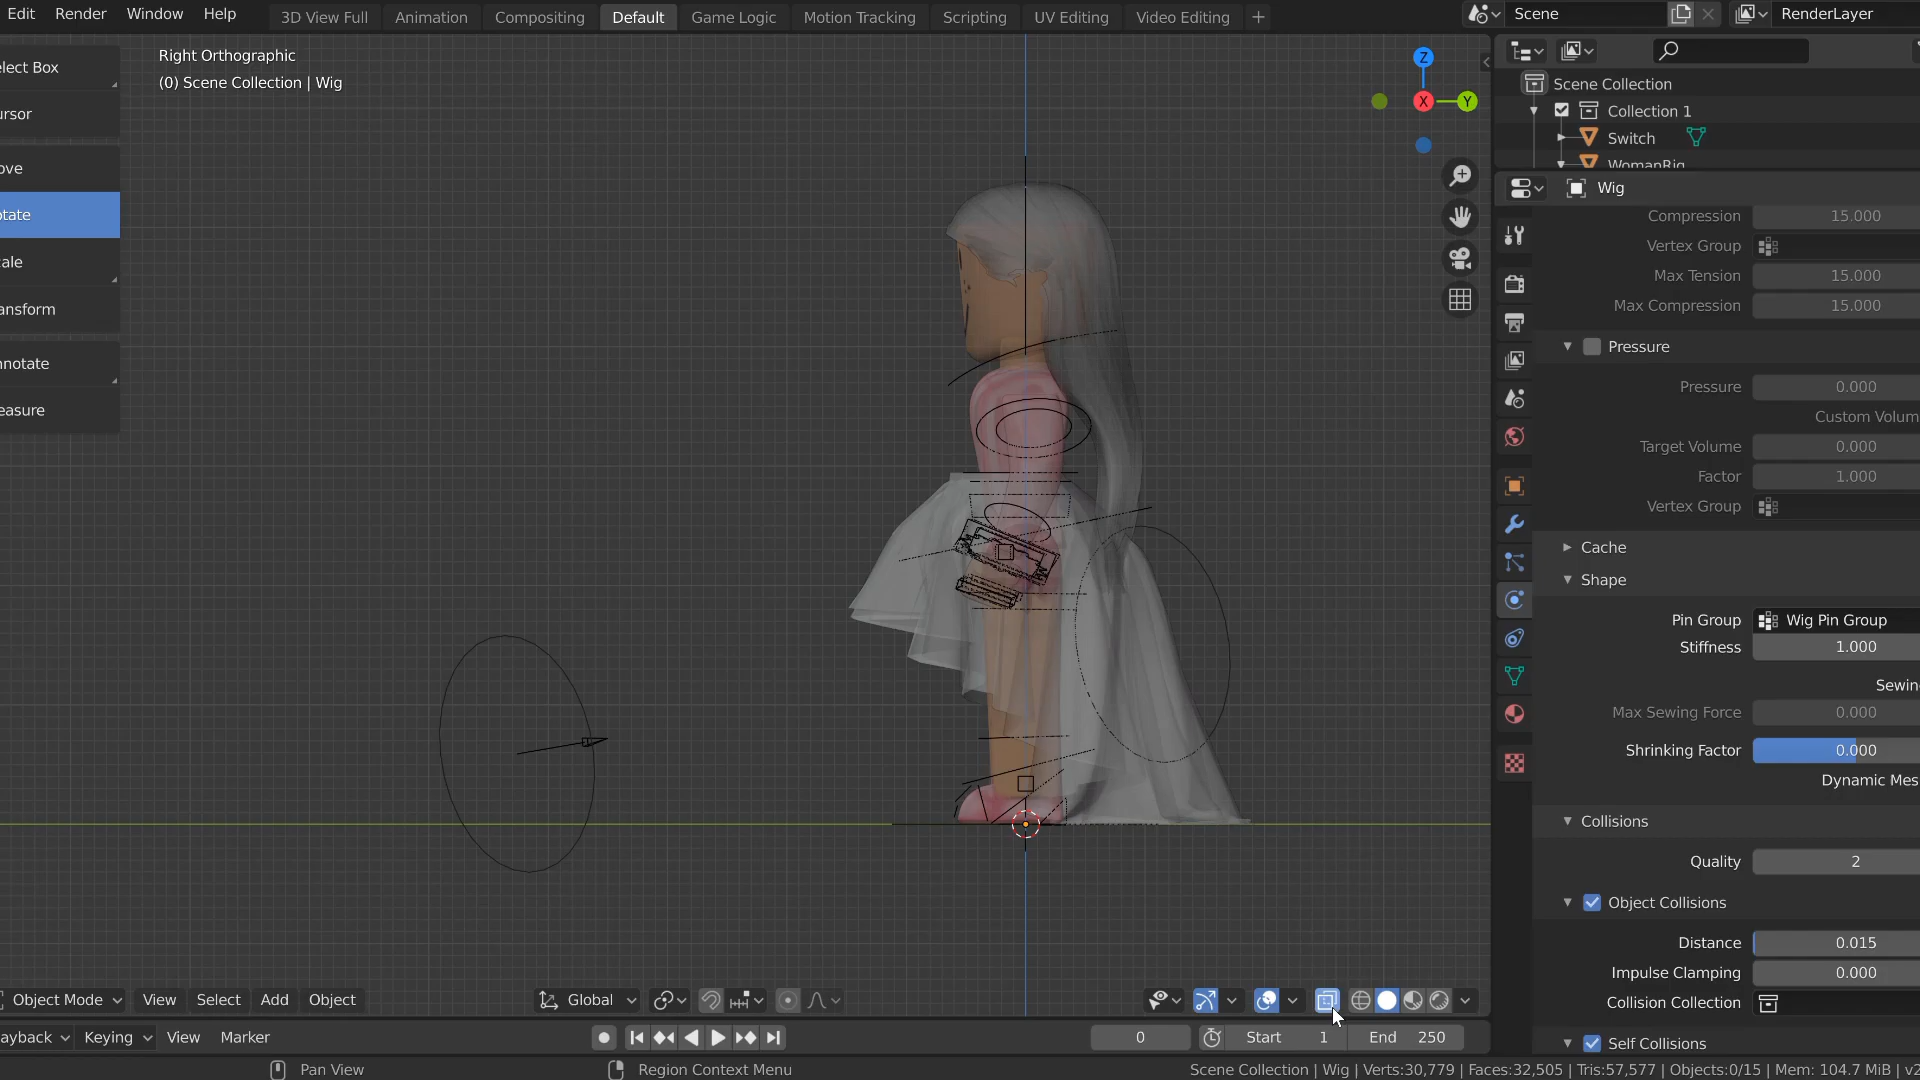 Edit Render Window Help 3D View Full Animation Compositing Default Game Logic Motion Tracking Scripting UV Editing Video Editing + Scene RenderLayer
Right Orthographic
(0) Scene Collection | Wig
elect Box
ursor
ove
otate
cale
ansform
nnotate
easure
Z
X
Y
Scene Collection
Collection 1
Switch
WomanRig
Wig
Compression 15.000
Vertex Group
Max Tension 15.000
Max Compression 15.000
Pressure
Pressure 0.000
Custom Volum
Target Volume 0.000
Factor 1.000
Vertex Group
Cache
Shape
Pin Group Wig Pin Group
Stiffness 1.000
Sewin
Max Sewing Force 0.000
Shrinking Factor 0.000
Dynamic Mes
Collisions
Quality 2
Object Collisions
Distance 0.015
Impulse Clamping 0.000
Collision Collection
Self Collisions
Object Mode View Select Add Object Global
ayback Keying View Marker 0 Start 1 End 250
Pan View Region Context Menu Scene Collection | Wig | Verts:30,779 | Faces:32,505 | Tris:57,577 | Objects:0/15 | Mem: 104.7 MiB | v2